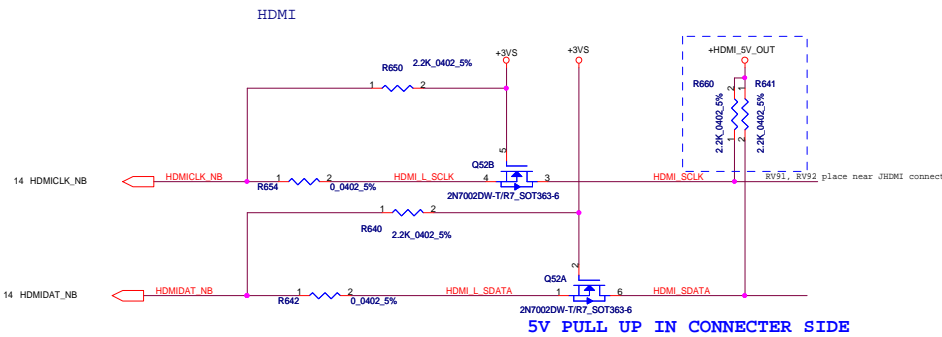 HDMI
+3VS
+3VS
+HDMI_5V_OUT
R650
2.2K_0402_5%
1
2
R660
R641
2
1
2.2K_0402_5%
2.2K_0402_5%
1
2
5
Q52B
14 HDMICLK_NB
HDMICLK_NB
1
2
R654
0_0402_5%
HDMI_L_SCLK
4
3
HDMI_SCLK
RV91, RV92 place near JHDMI connect
2N7002DW-T/R7_SOT363-6
1
2
R640
2.2K_0402_5%
2
Q52A
14 HDMIDAT_NB
HDMIDAT_NB
1
2
R642
0_0402_5%
HDMI_L_SDATA
1
6
HDMI_SDATA
2N7002DW-T/R7_SOT363-6
5V PULL UP IN CONNECTER SIDE